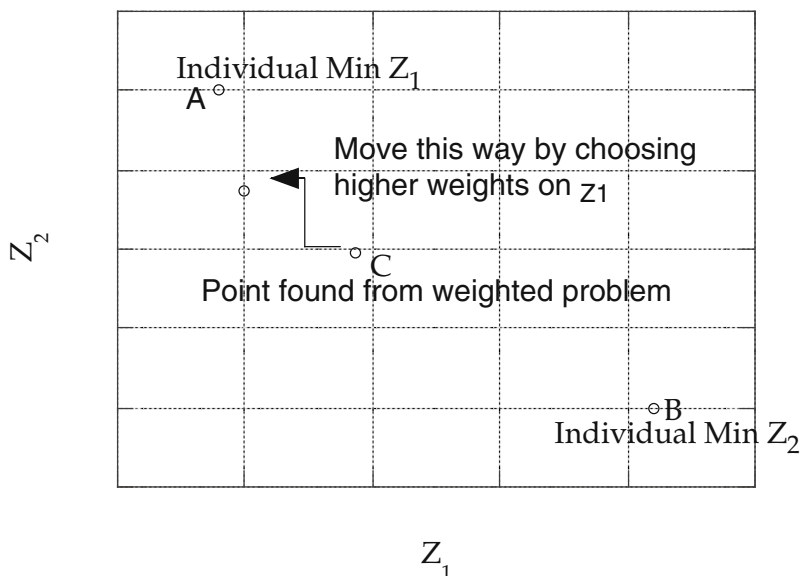 Individual Min Z1
A
Move this way by choosing
higher weights on Z1
Z2
C
Point found from weighted problem
B
Individual Min Z2
Z1